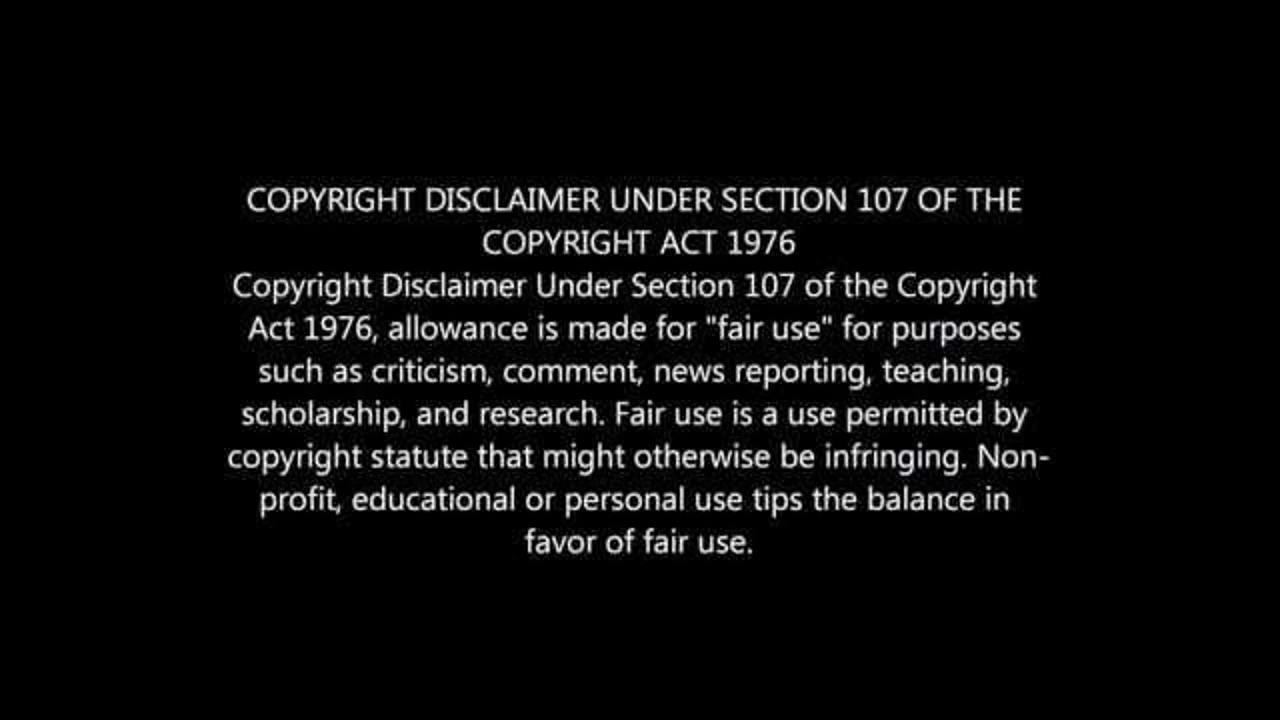 COPYRIGHT DISCLAIMER UNDER SECTION 107 OF THE
COPYRIGHT ACT 1976
Copyright Disclaimer Under Section 107 of the Copyright
Act 1976, allowance is made for "fair use" for purposes
such as criticism, comment, news reporting, teaching,
scholarship, and research. Fair use is a use permitted by
copyright statute that might otherwise be infringing. Non-
profit, educational or personal use tips the balance in
favor of fair use.